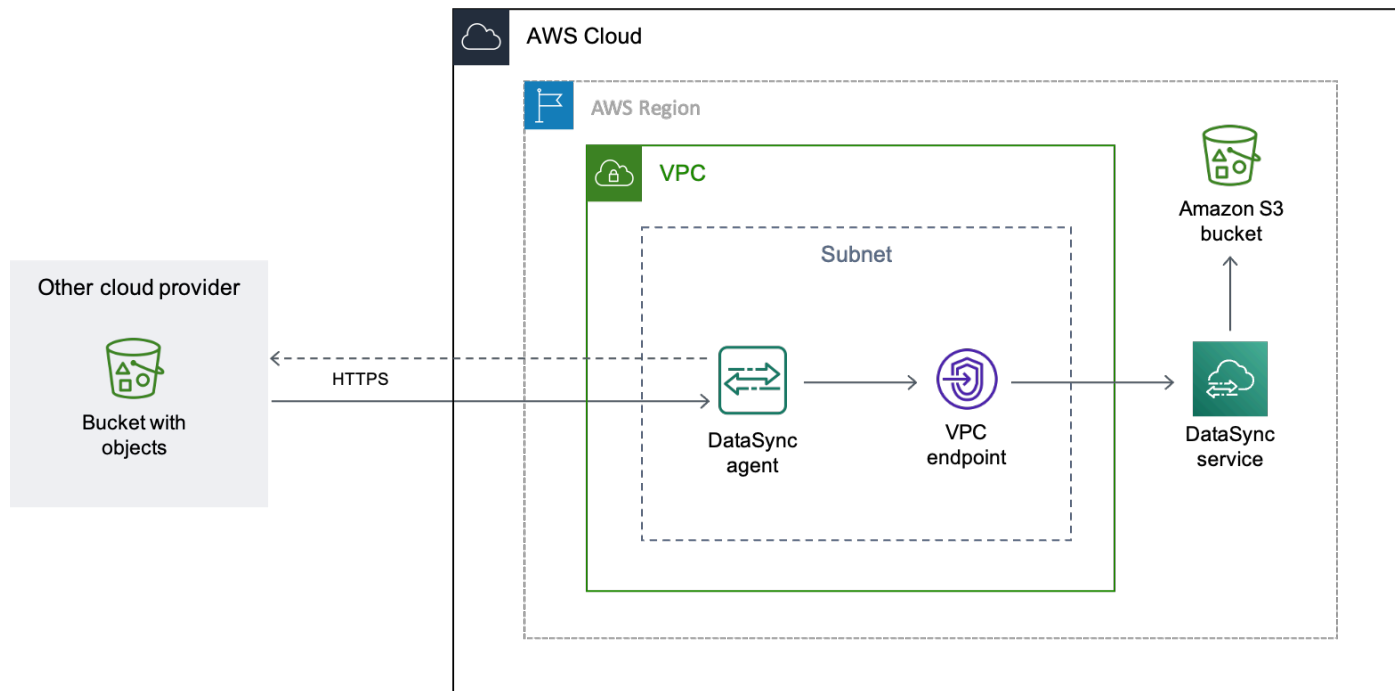 AWS Cloud
AWS Region
VPC
Amazon S3
bucket
Subnet
Other cloud provider
HTTPS
Bucket with
objects
DataSync
agent
VPC
endpoint
DataSync
service